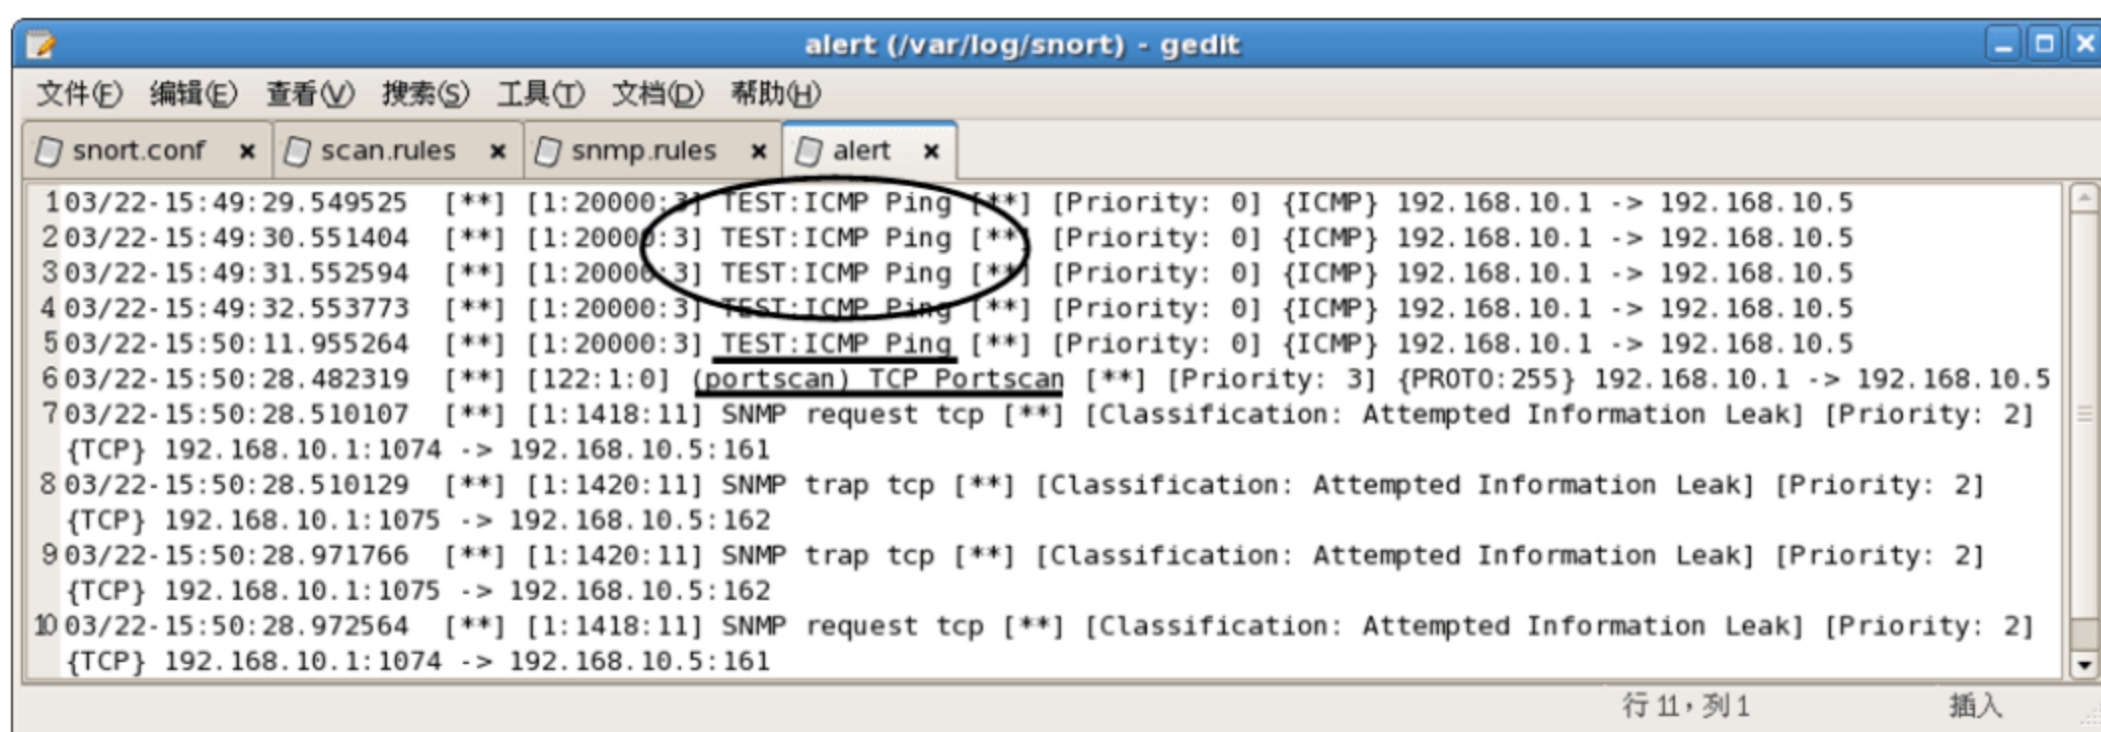 alert (/var/log/snort) - gedit
文件(F) 编辑(E) 查看(V) 搜索(S) 工具(T) 文档(D) 帮助(H)
snort.conf × scan.rules × snmp.rules × alert ×
1 03/22-15:49:29.549525 [**] [1:20000:3] TEST:ICMP Ping [**] [Priority: 0] {ICMP} 192.168.10.1 -> 192.168.10.5
2 03/22-15:49:30.551404 [**] [1:20000:3] TEST:ICMP Ping [**] [Priority: 0] {ICMP} 192.168.10.1 -> 192.168.10.5
3 03/22-15:49:31.552594 [**] [1:20000:3] TEST:ICMP Ping [**] [Priority: 0] {ICMP} 192.168.10.1 -> 192.168.10.5
4 03/22-15:49:32.553773 [**] [1:20000:3] TEST:ICMP Ping [**] [Priority: 0] {ICMP} 192.168.10.1 -> 192.168.10.5
5 03/22-15:50:11.955264 [**] [1:20000:3] TEST:ICMP Ping [**] [Priority: 0] {ICMP} 192.168.10.1 -> 192.168.10.5
6 03/22-15:50:28.482319 [**] [122:1:0] (portscan) TCP Portscan [**] [Priority: 3] {PROTO:255} 192.168.10.1 -> 192.168.10.5
7 03/22-15:50:28.510107 [**] [1:1418:11] SNMP request tcp [**] [Classification: Attempted Information Leak] [Priority: 2]
{TCP} 192.168.10.1:1074 -> 192.168.10.5:161
8 03/22-15:50:28.510129 [**] [1:1420:11] SNMP trap tcp [**] [Classification: Attempted Information Leak] [Priority: 2]
{TCP} 192.168.10.1:1075 -> 192.168.10.5:162
9 03/22-15:50:28.971766 [**] [1:1420:11] SNMP trap tcp [**] [Classification: Attempted Information Leak] [Priority: 2]
{TCP} 192.168.10.1:1075 -> 192.168.10.5:162
10 03/22-15:50:28.972564 [**] [1:1418:11] SNMP request tcp [**] [Classification: Attempted Information Leak] [Priority: 2]
{TCP} 192.168.10.1:1074 -> 192.168.10.5:161
行 11，列 1 插入